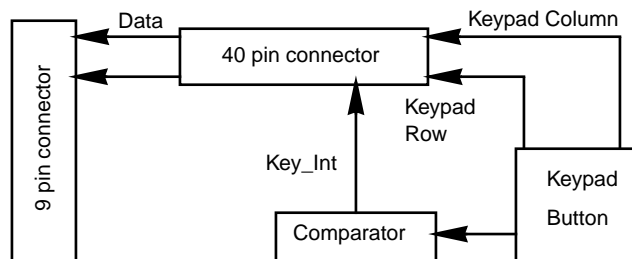 Data
Keypad Column
40 pin connector
9 pin connector
Keypad
Row
Key_Int
Keypad
Button
Comparator